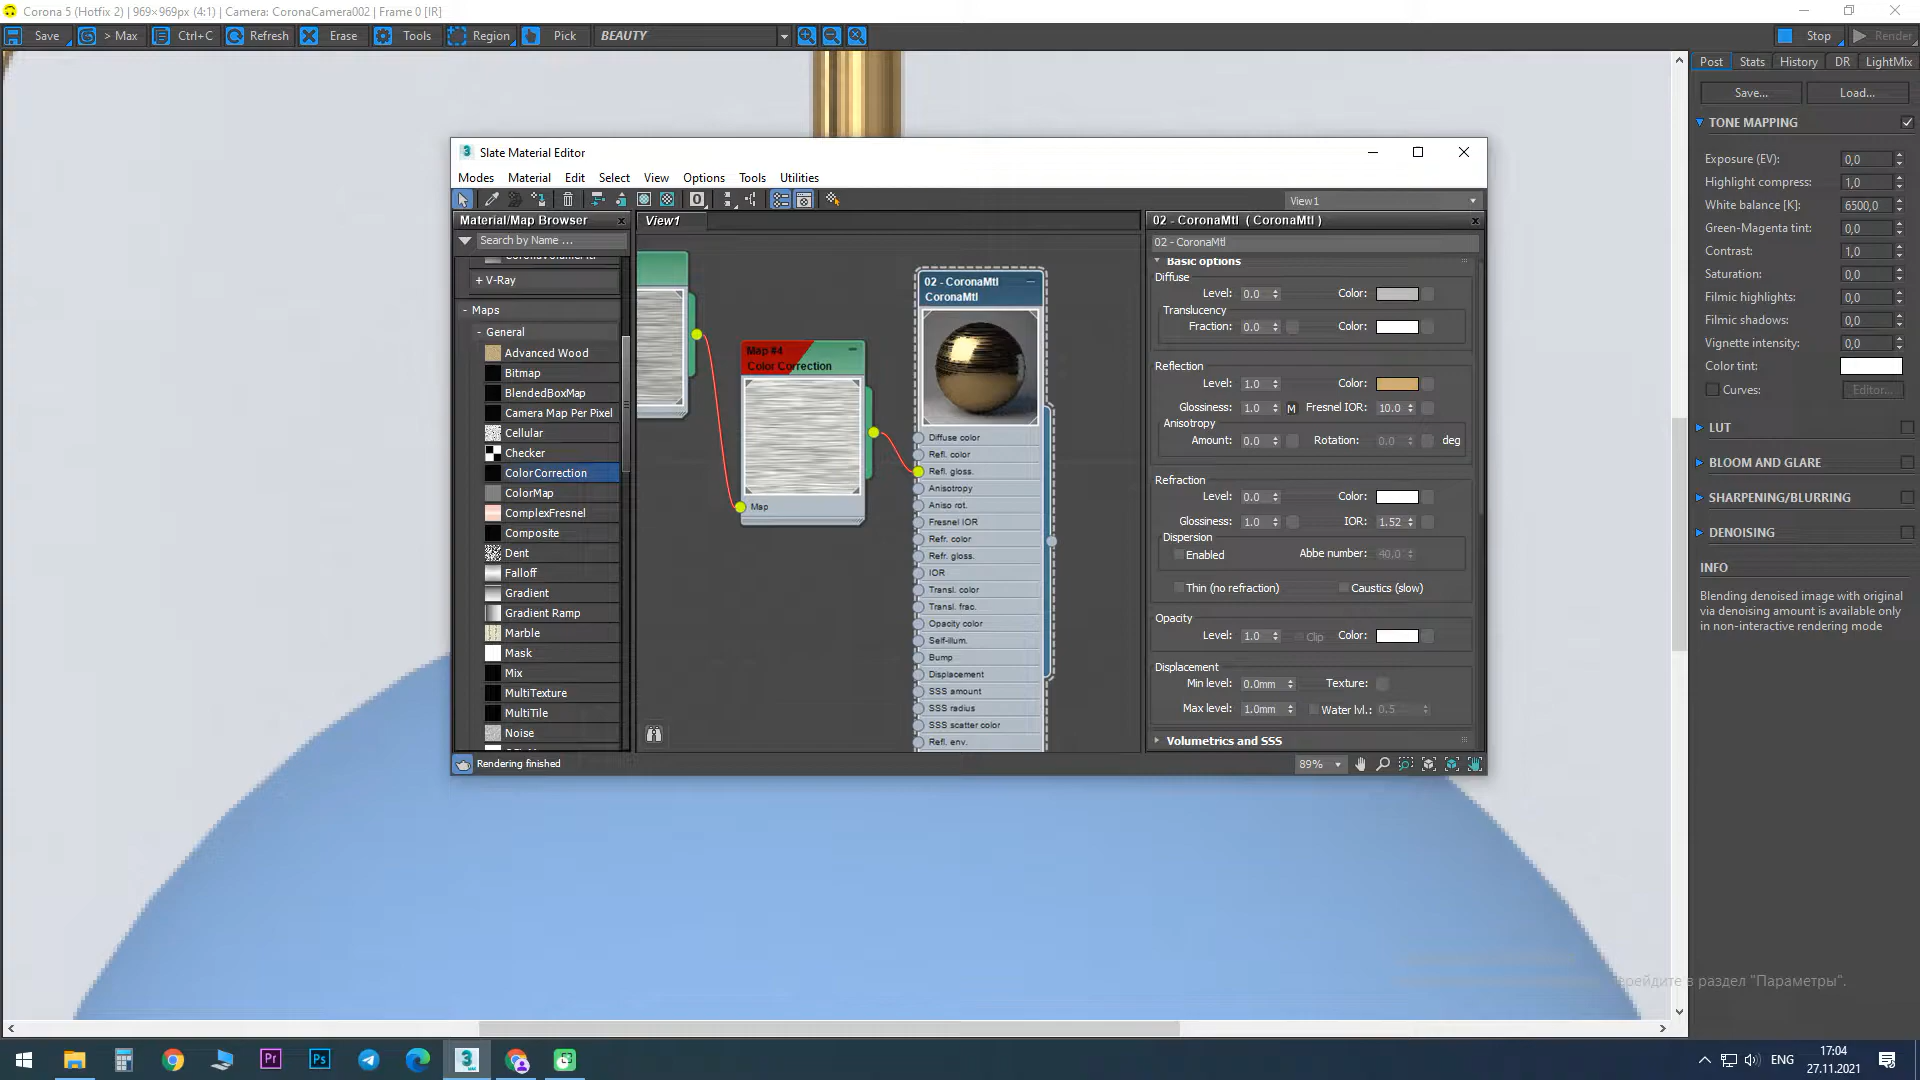 Corona 5 (Hotfix 2) | 969×969px (4:1) | Camera: CoronaCamera002 | Frame 0 [IR]
Save > Max Ctrl+C Refresh Erase Tools Region Pick BEAUTY Stop Render
Post Stats History DR LightMix
Save... Load...
TONE MAPPING
Exposure (EV): 0,0
Highlight compress: 1,0
White balance [K]: 6500,0
Green-Magenta tint: 0,0
Contrast: 1,0
Saturation: 0,0
Filmic highlights: 0,0
Filmic shadows: 0,0
Vignette intensity: 0,0
Color tint:
Curves: Editor...
LUT
BLOOM AND GLARE
SHARPENING/BLURRING
DENOISING
INFO
Blending denoised image with original
via denoising amount is available only
in non-interactive rendering mode
3 Slate Material Editor
Modes Material Edit Select View Options Tools Utilities
View1
Material/Map Browser
Search by Name ...
+ V-Ray
- Maps
- General
Advanced Wood
Bitmap
BlendedBoxMap
Camera Map Per Pixel
Cellular
Checker
ColorCorrection
ColorMap
ComplexFresnel
Composite
Dent
Falloff
Gradient
Gradient Ramp
Marble
Mask
Mix
MultiTexture
MultiTile
Noise
View1
Map #4
Color Correction
Map
02 - CoronaMtl
CoronaMtl
Diffuse color
Refl. color
Refl. gloss.
Anisotropy
Aniso rot.
Fresnel IOR
Refr. color
Refr. gloss.
IOR
Transl. color
Transl. frac.
Opacity color
Self-illum.
Bump
Displacement
SSS amount
SSS radius
SSS scatter color
Refl. env.
02 - CoronaMtl ( CoronaMtl )
02 - CoronaMtl
Basic options
Diffuse
Level: 0.0 Color:
Translucency
Fraction: 0.0 Color:
Reflection
Level: 1.0 Color:
Glossiness: 1.0 M Fresnel IOR: 10.0
Anisotropy
Amount: 0.0 Rotation: 0.0 deg
Refraction
Level: 0.0 Color:
Glossiness: 1.0 IOR: 1.52
Dispersion
Enabled Abbe number: 40.0
Thin (no refraction) Caustics (slow)
Opacity
Level: 1.0 Clip Color:
Displacement
Min level: 0.0mm Texture:
Max level: 1.0mm Water lvl.: 0.5
Volumetrics and SSS
Rendering finished
89%
в раздел "Параметры".
Pr Ps 3
ENG
17:04
27.11.2021